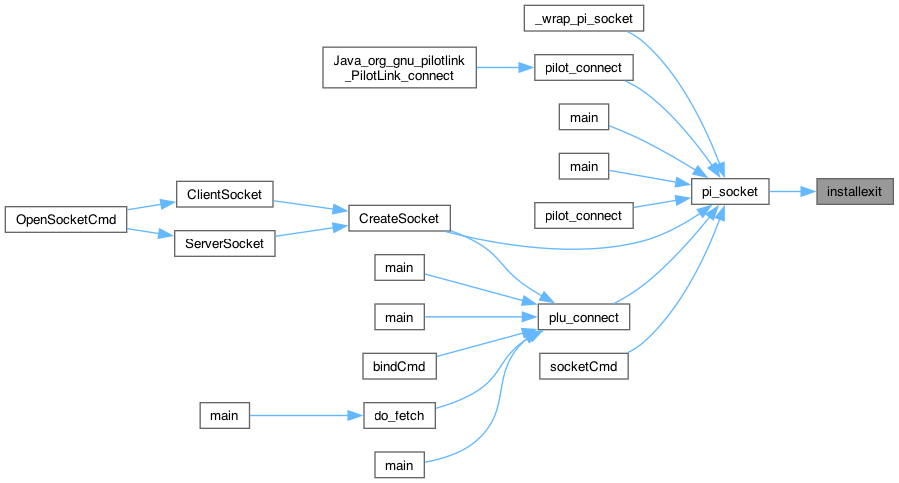 _wrap_pi_socket
Java_org_gnu_pilotlink
_PilotLink_connect
pilot_connect
main
main
pi_socket
installexit
ClientSocket
pilot_connect
OpenSocketCmd
CreateSocket
ServerSocket
main
main
plu_connect
bindCmd
socketCmd
main
do_fetch
main